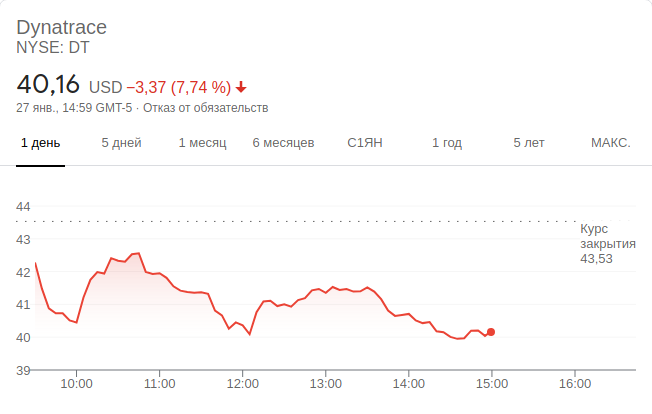 Dynatrace
NYSE: DT
40,16 USD −3,37 (7,74 %)
27 янв., 14:59 GMT-5 · Отказ от обязательств
1 день 5 дней 1 месяц 6 месяцев С1ЯН 1 год 5 лет МАКС.
44
Курс
закрытия
43,53
43
42
41
40
39
10:00 11:00 12:00 13:00 14:00 15:00 16:00